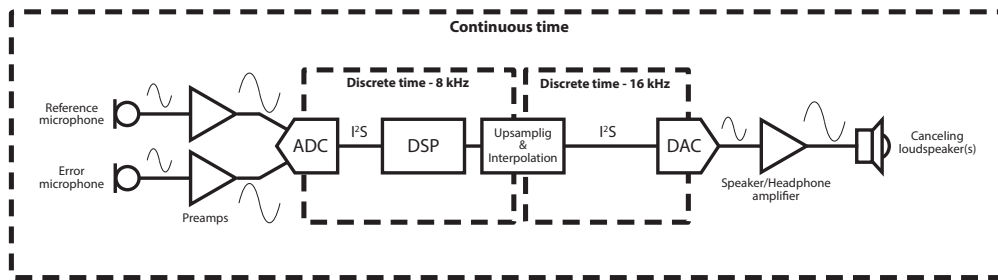 Continuous time
Discrete time - 8 kHz
Discrete time - 16 kHz
Reference
microphone
Error
microphone
Preamps
ADC
I²S
DSP
Upsamplig
&
Interpolation
I²S
DAC
Speaker/Headphone
amplifier
Canceling
loudspeaker(s)